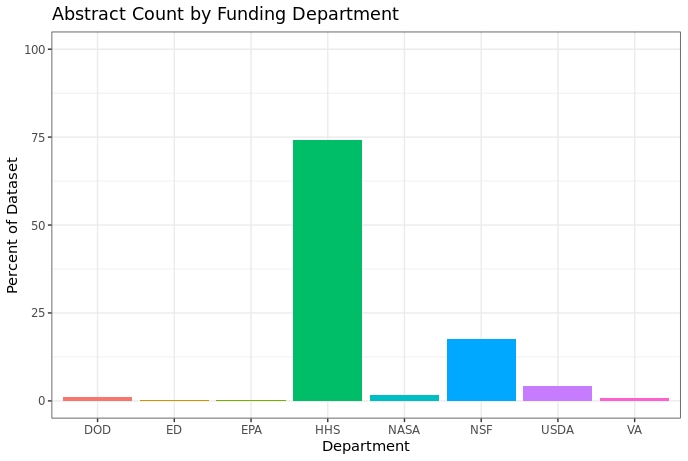 Abstract Count by Funding Department
100
75
50
25
0
Percent of Dataset
DOD ED EPA HHS NASA NSF USDA VA
Department